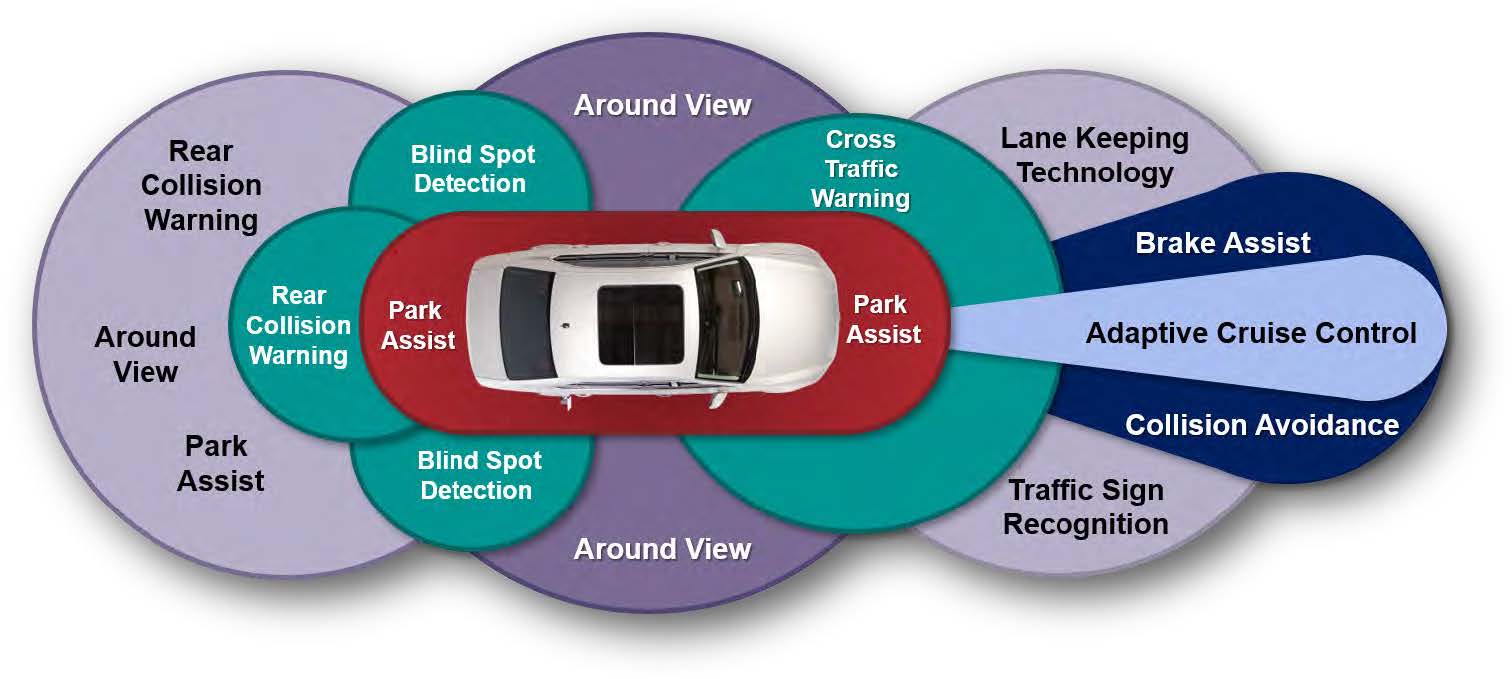 Around View
Rear
Collision
Warning
Blind Spot
Detection
Cross
Traffic
Warning
Lane Keeping
Technology
Brake Assist
Around
View
Rear
Collision
Warning
Park
Assist
Park
Assist
Adaptive Cruise Control
Park
Assist
Blind Spot
Detection
Collision Avoidance
Traffic Sign
Recognition
Around View